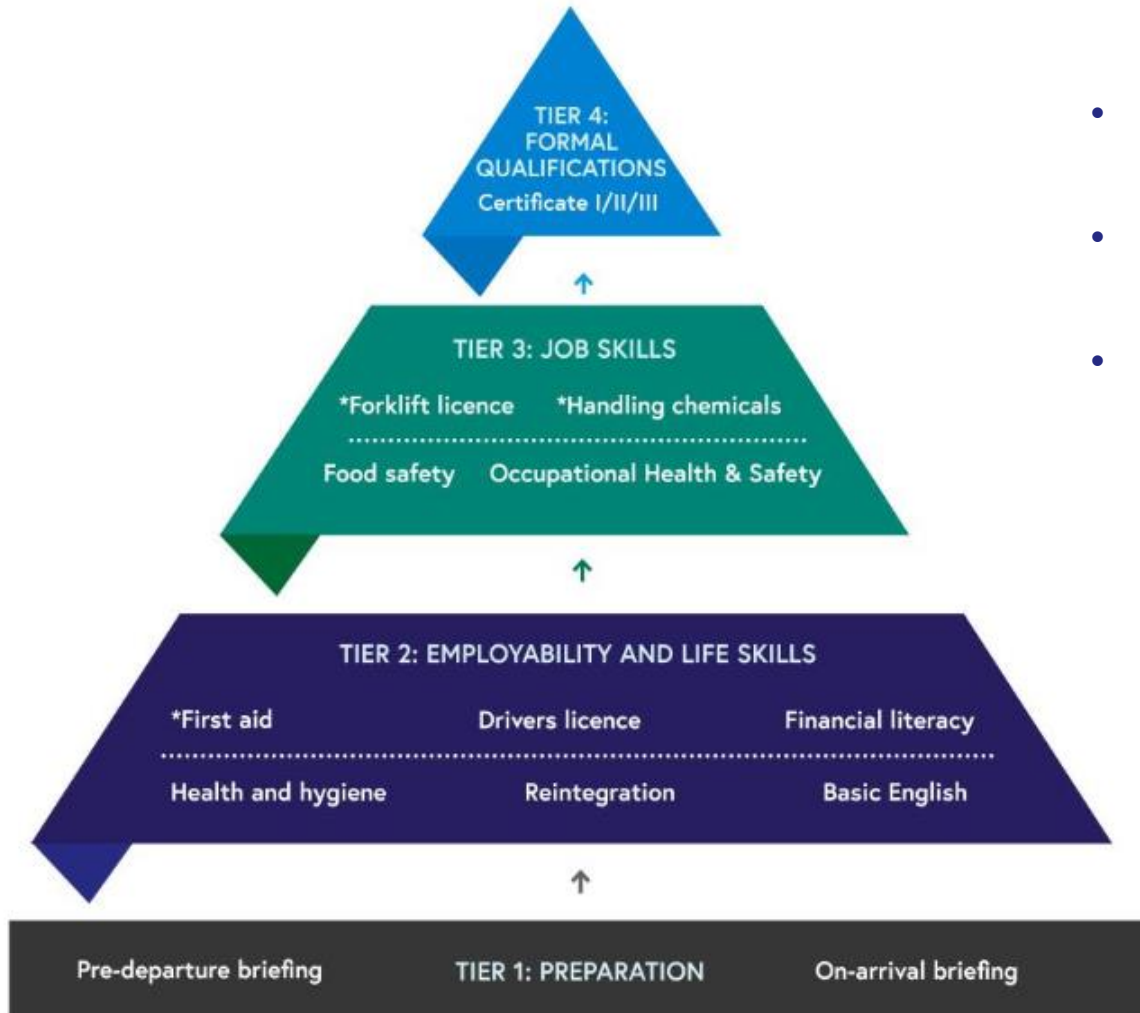 TIER 4:
FORMAL
QUALIFICATIONS
Certificate I/II/III
TIER 3: JOB SKILLS
*Forklift licence *Handling chemicals
Food safety Occupational Health & Safety
TIER 2: EMPLOYABILITY AND LIFE SKILLS
*First aid Drivers licence Financial literacy
Health and hygiene Reintegration Basic English
Pre-departure briefing TIER 1: PREPARATION On-arrival briefing